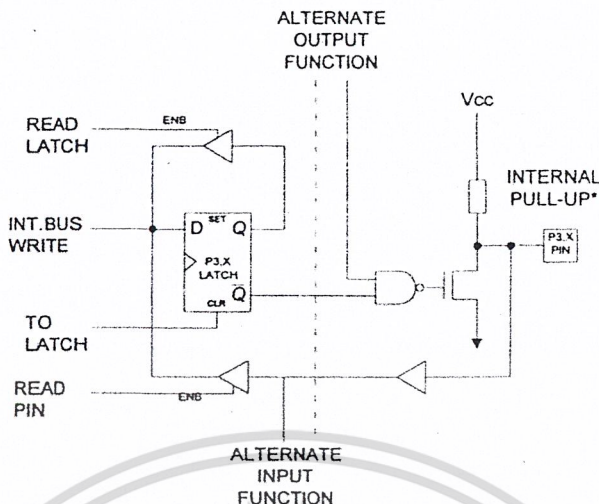 ALTERNATE
OUTPUT
FUNCTION
Vcc
READ
LATCH
ENB
INTERNAL
PULL-UP*
INT.BUS
WRITE
D SET Q
P3.X
LATCH
CLR Q
P3.X
PIN
TO
LATCH
READ
PIN
ENB
ALTERNATE
INPUT
FUNCTION